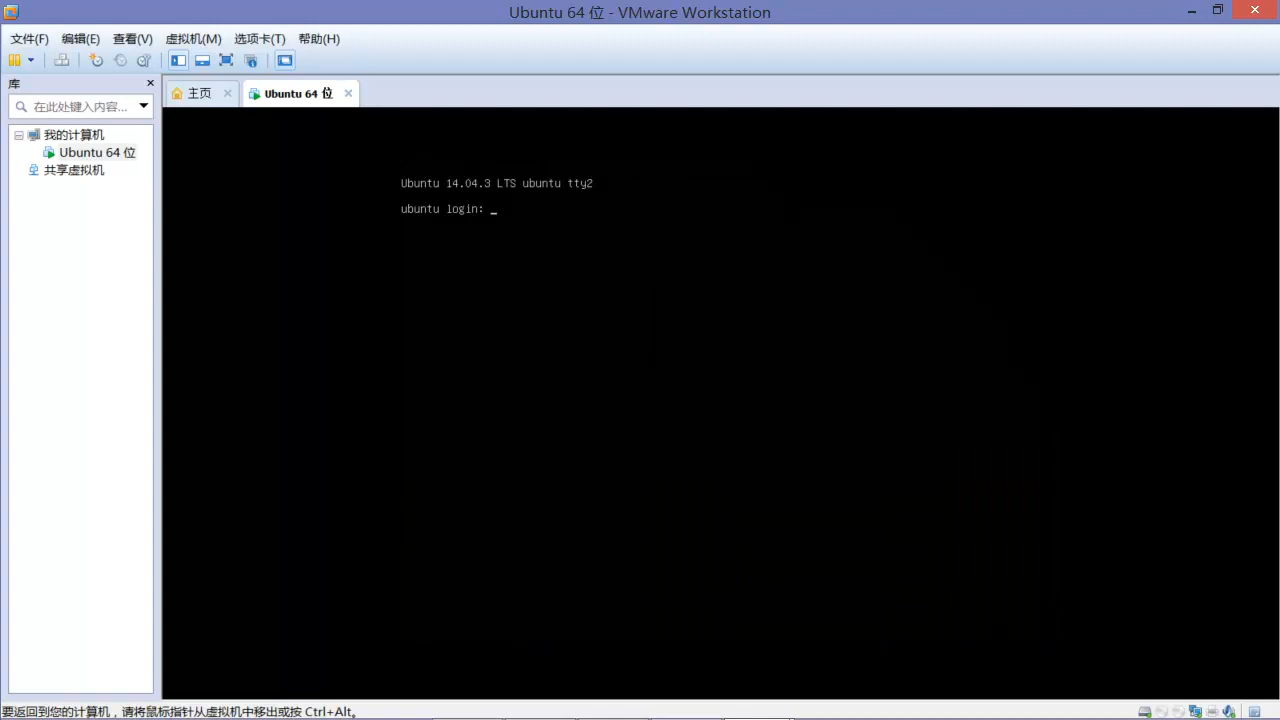 Ubuntu 64 位 - VMware Workstation
文件(F) 编辑(E) 查看(V) 虚拟机(M) 选项卡(T) 帮助(H)
库
主页
Ubuntu 64 位
在此处键入内容...
我的计算机
Ubuntu 64 位
共享虚拟机
Ubuntu 14.04.3 LTS ubuntu tty2
ubuntu login: _
要返回到您的计算机，请将鼠标指针从虚拟机中移出或按 Ctrl+Alt。